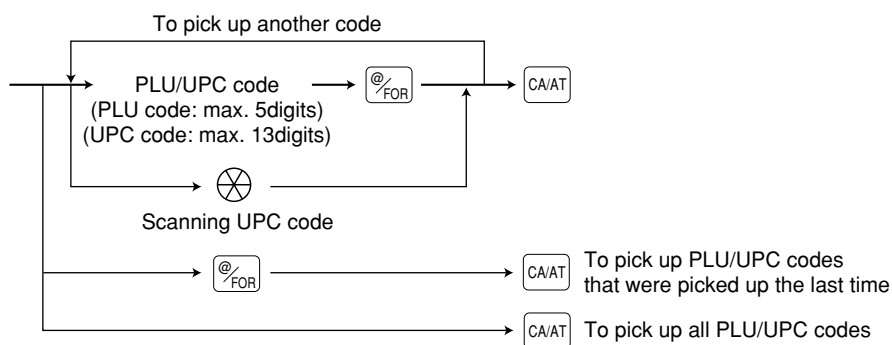 To pick up another code
PLU/UPC code
(PLU code: max. 5digits)
(UPC code: max. 13digits)
@/FOR
CA/AT
Scanning UPC code
@/FOR
CA/AT
To pick up PLU/UPC codes
that were picked up the last time
CA/AT
To pick up all PLU/UPC codes